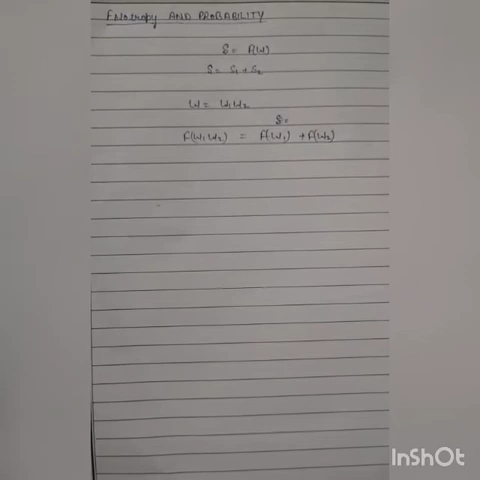 ENtropy AND PROBABILITY
S = f(W)
S = S₁ + S₂
W = W₁W₂
S =
f(W₁W₂) = f(W₁) + f(W₂)
InShOt